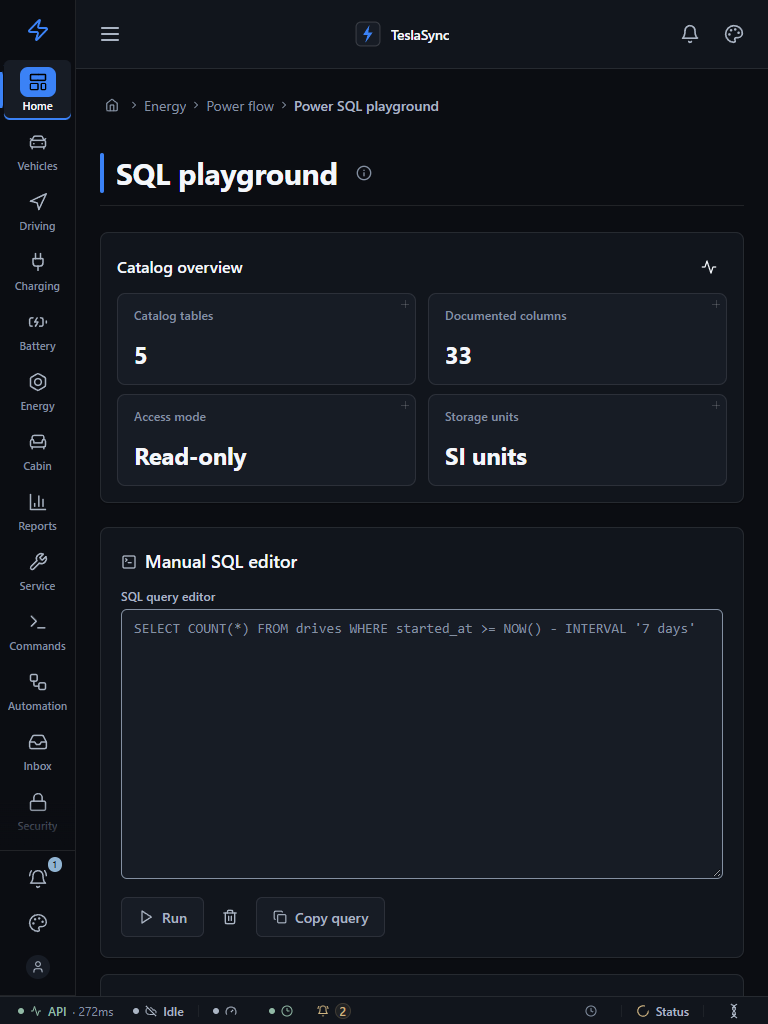 TeslaSync
Home
Vehicles
Driving
Charging
Battery
Energy
Cabin
Reports
Service
Commands
Automation
Inbox
Security
1
Energy
Power flow
Power SQL playground
SQL playground
Catalog overview
Catalog tables
5
Documented columns
33
Access mode
Read-only
Storage units
SI units
Manual SQL editor
SQL query editor
SELECT COUNT(*) FROM drives WHERE started_at >= NOW() - INTERVAL '7 days'
Run
Copy query
API · 272ms
Idle
2
Status